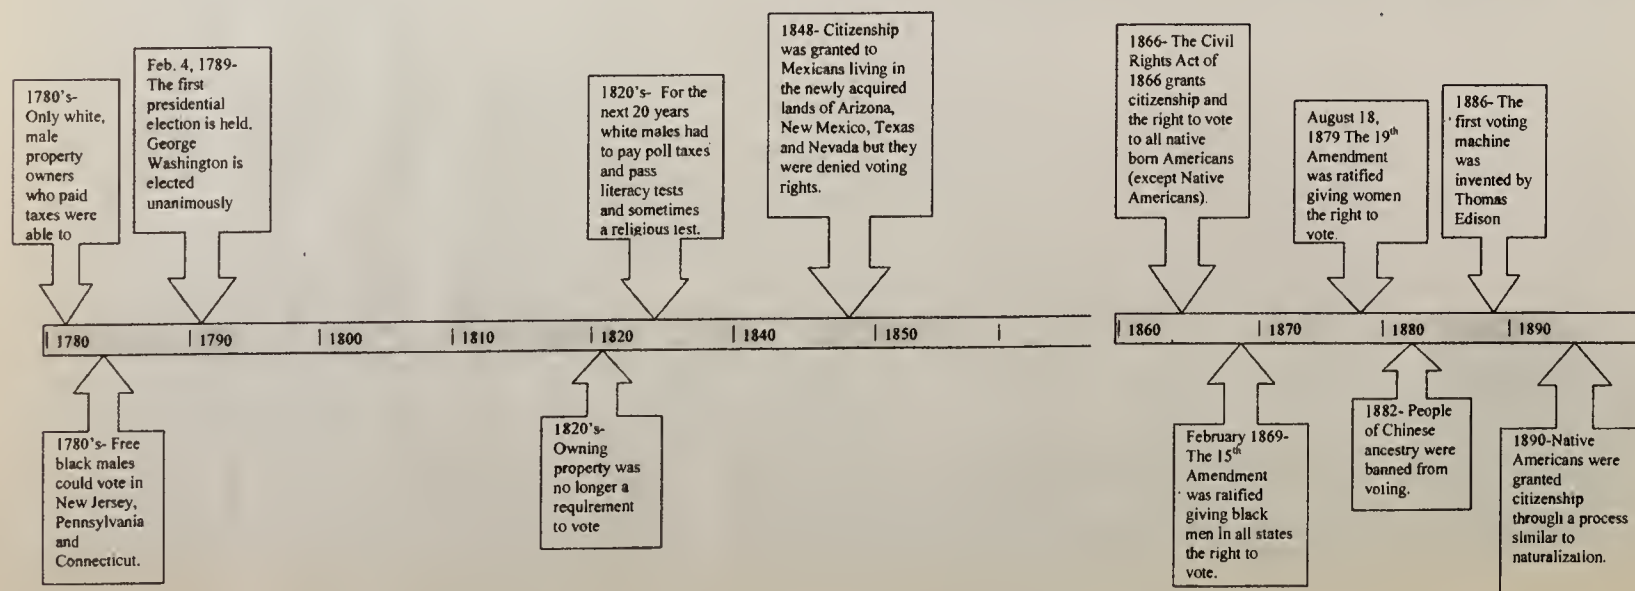 1780's-
Only white,
male
property
owners
who paid
taxes were
able to
Feb. 4, 1789-
The first
presidential
election is held.
George
Washington is
elected
unanimously
1820's- For the
next 20 years
white males had
to pay poll taxes
and pass
literacy tests
and sometimes
a religious test.
1848- Citizenship
was granted to
Mexicans living in
the newly acquired
lands of Arizona,
New Mexico, Texas
and Nevada but they
were denied voting
rights.
1866- The Civil
Rights Act of
1866 grants
citizenship and
the right to vote
to all native
born Americans
(except Native
Americans).
August 18,
1879 The 19th
Amendment
was ratified
giving women
the right to
vote.
1886- The
first voting
machine
was
invented by
Thomas
Edison
| 1780 | 1790 | 1800 | 1810 | 1820 | 1840 | 1850 |
| 1860 | 1870 | 1880 | 1890
1780's- Free
black males
could vote in
New Jersey,
Pennsylvania
and
Connecticut.
1820's-
Owning
property was
no longer a
requirement
to vote
February 1869-
The 15th
Amendment
was ratified
giving black
men in all states
the right to
vote.
1882- People
of Chinese
ancestry were
banned from
voting.
1890-Native
Americans were
granted
citizenship
through a process
similar to
naturalization.